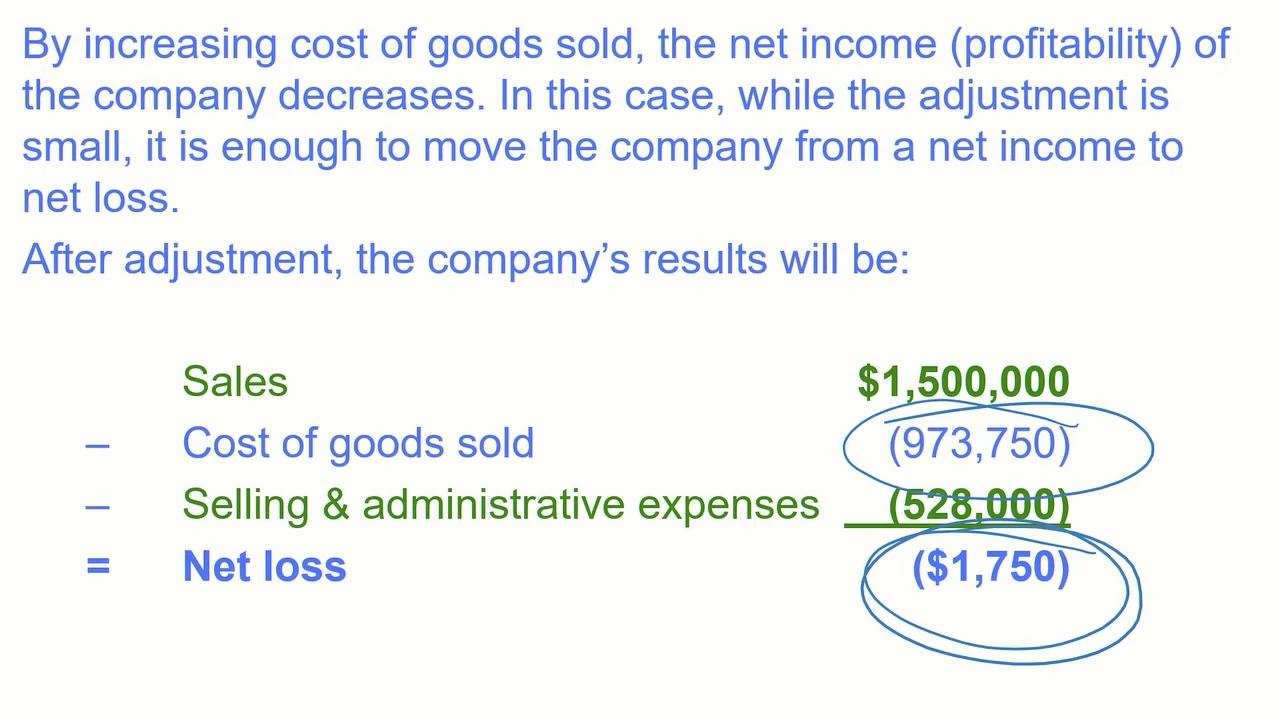 By increasing cost of goods sold, the net income (profitability) of
the company decreases. In this case, while the adjustment is
small, it is enough to move the company from a net income to
net loss.
After adjustment, the company’s results will be:
Sales $1,500,000
– Cost of goods sold (973,750)
– Selling & administrative expenses (528,000)
= Net loss ($1,750)